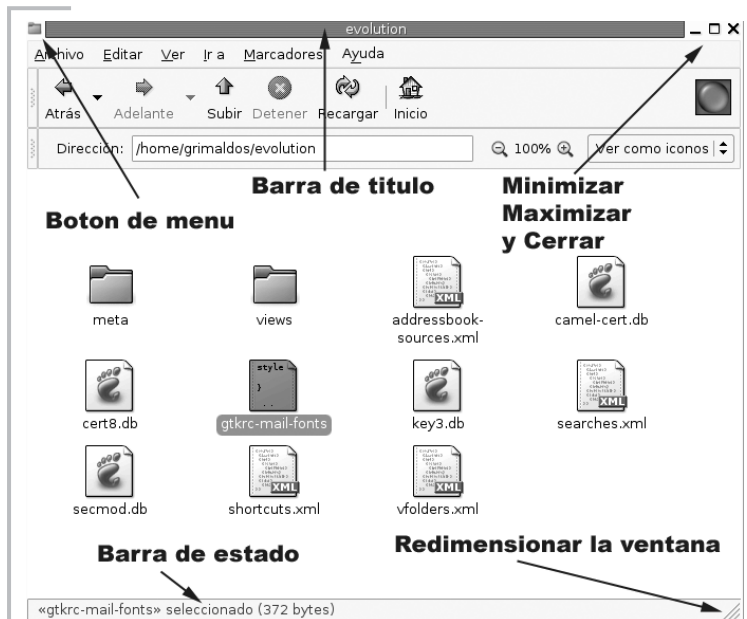 evolution
Archivo Editar Ver Ir a Marcadores Ayuda
Atrás Adelante Subir Detener Recargar Inicio
Dirección: /home/grimaldos/evolution 100% Ver como iconos
Barra de titulo
Boton de menu
Minimizar
Maximizar
y Cerrar
meta views addressbook-sources.xml camel-cert.db
cert8.db gtkrc-mail-fonts key3.db searches.xml
secmod.db shortcuts.xml vfolders.xml
Barra de estado
Redimensionar la ventana
«gtkrc-mail-fonts» seleccionado (372 bytes)